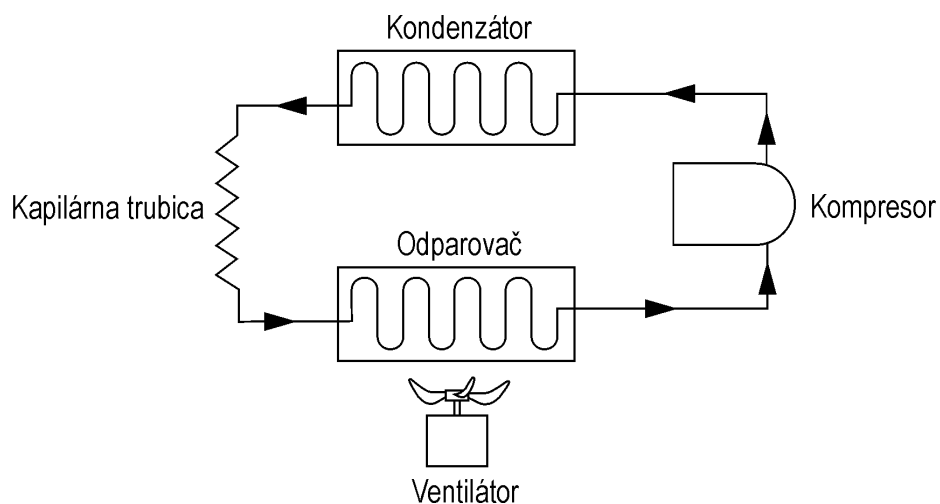 Kondenzátor
Kapilárna trubica
Kompresor
Odparovač
Ventilátor